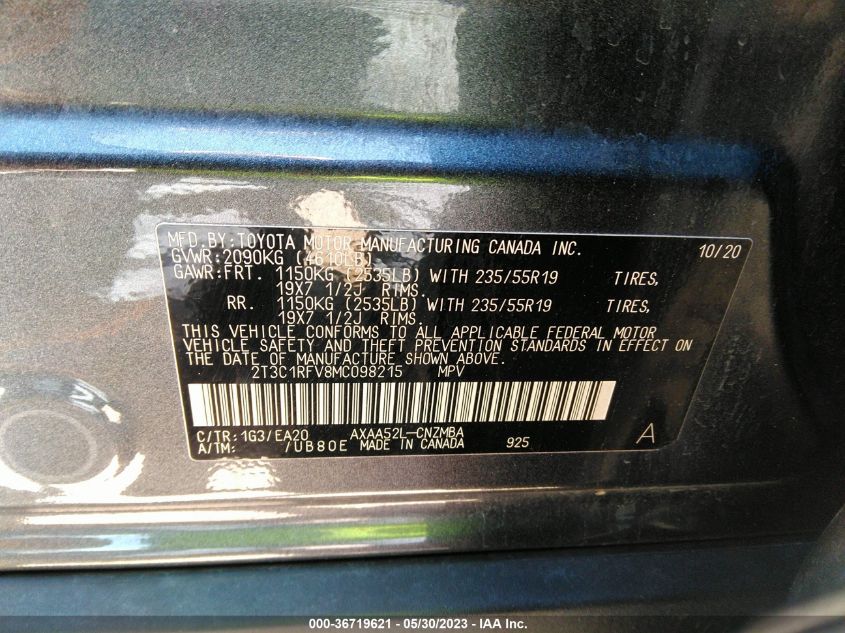 MFD.BY:TOYOTA MOTOR MANUFACTURING CANADA INC. 10/20
GVWR:2090KG (4610LB)
GAWR:FRT. 1150KG (2535LB) WITH 235/55R19 TIRES,
19X7 1/2J RIMS.
RR. 1150KG (2535LB) WITH 235/55R19 TIRES,
19X7 1/2J RIMS.
THIS VEHICLE CONFORMS TO ALL APPLICABLE FEDERAL MOTOR
VEHICLE SAFETY AND THEFT PREVENTION STANDARDS IN EFFECT
ON THE DATE OF MANUFACTURE SHOWN ABOVE.
2T3C1RFV8MC098215 MPV
C/TR:1G3/EA20 AXAA52L-CNZMBA
A/TM: /UB80E MADE IN CANADA 925 A
000-36719621 - 05/30/2023 - IAA Inc.